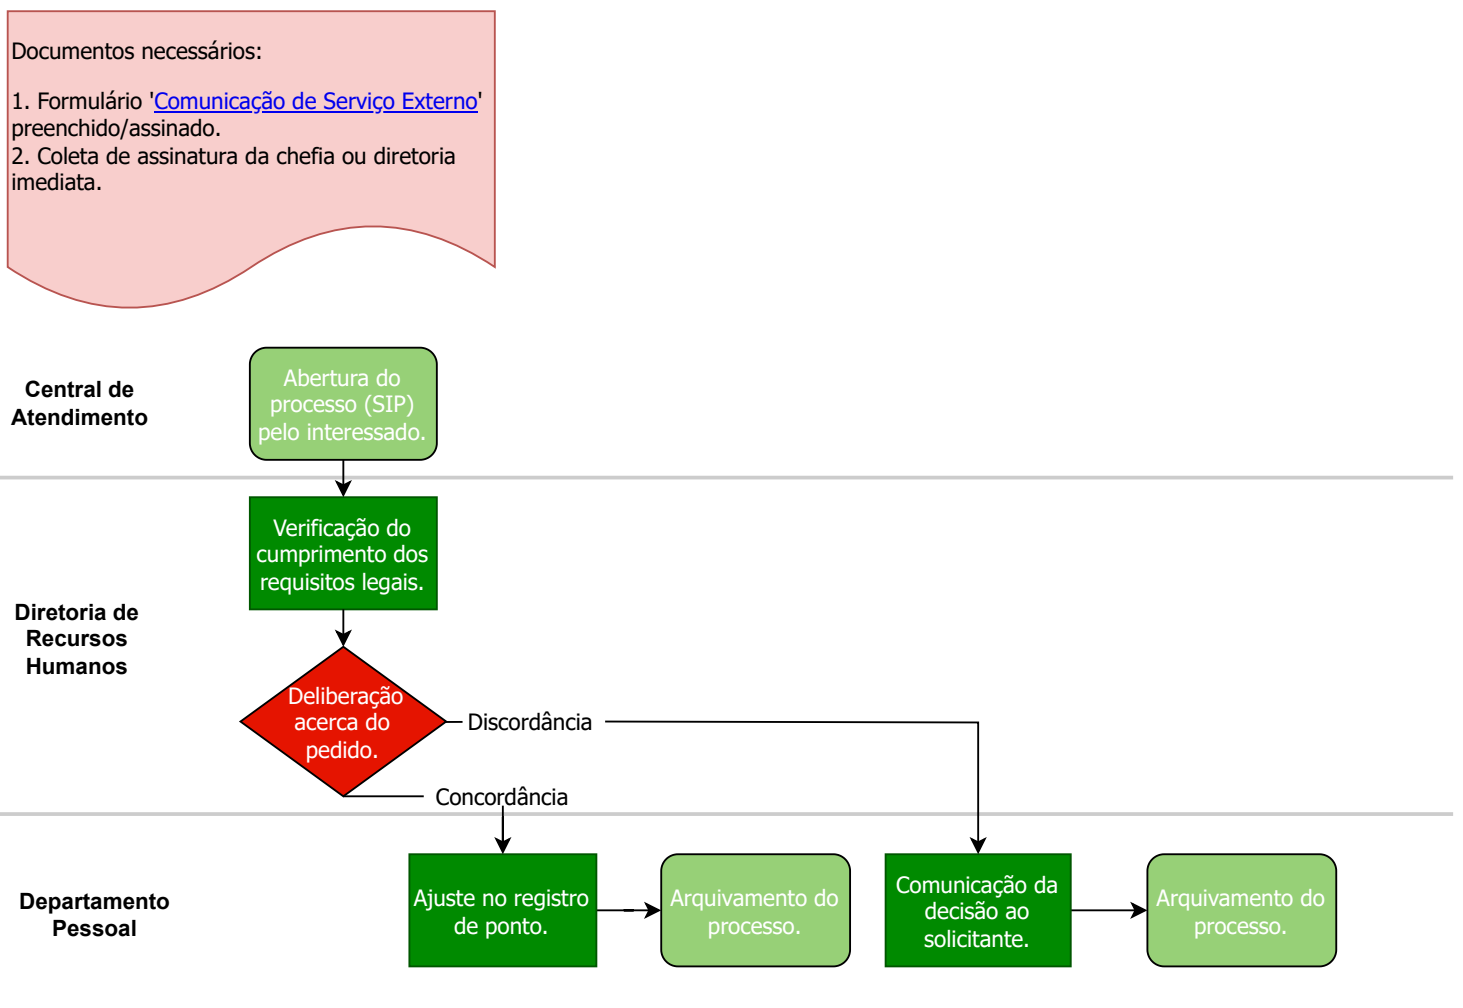 Documentos necessários:
1. Formulário 'Comunicação de Serviço Externo'
preenchido/assinado.
2. Coleta de assinatura da chefia ou diretoria
imediata.
Central de
Atendimento
Abertura do
processo (SIP)
pelo interessado.
Diretoria de
Recursos
Humanos
Verificação do
cumprimento dos
requisitos legais.
Deliberação
acerca do
pedido.
Discordância
Concordância
Departamento
Pessoal
Ajuste no registro
de ponto.
Arquivamento do
processo.
Comunicação da
decisão ao
solicitante.
Arquivamento do
processo.